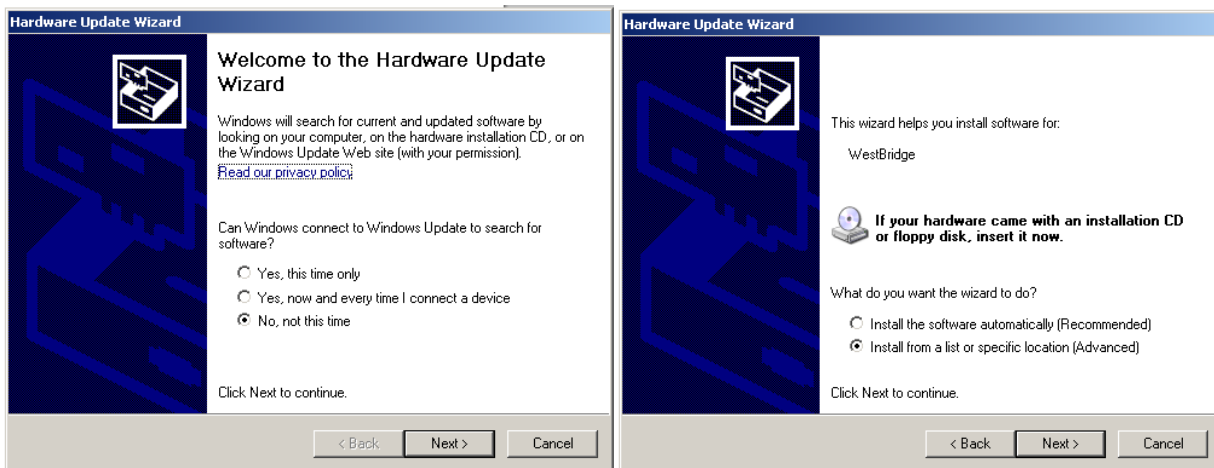 Hardware Update Wizard
Welcome to the Hardware Update
Wizard
Windows will search for current and updated software by
looking on your computer, on the hardware installation CD, or on
the Windows Update Web site (with your permission).
Read our privacy policy
Can Windows connect to Windows Update to search for
software?
Yes, this time only
Yes, now and every time I connect a device
No, not this time
Click Next to continue.
< Back
Next >
Cancel
Hardware Update Wizard
This wizard helps you install software for:
WestBridge
If your hardware came with an installation CD
or floppy disk, insert it now.
What do you want the wizard to do?
Install the software automatically (Recommended)
Install from a list or specific location (Advanced)
Click Next to continue.
< Back
Next >
Cancel